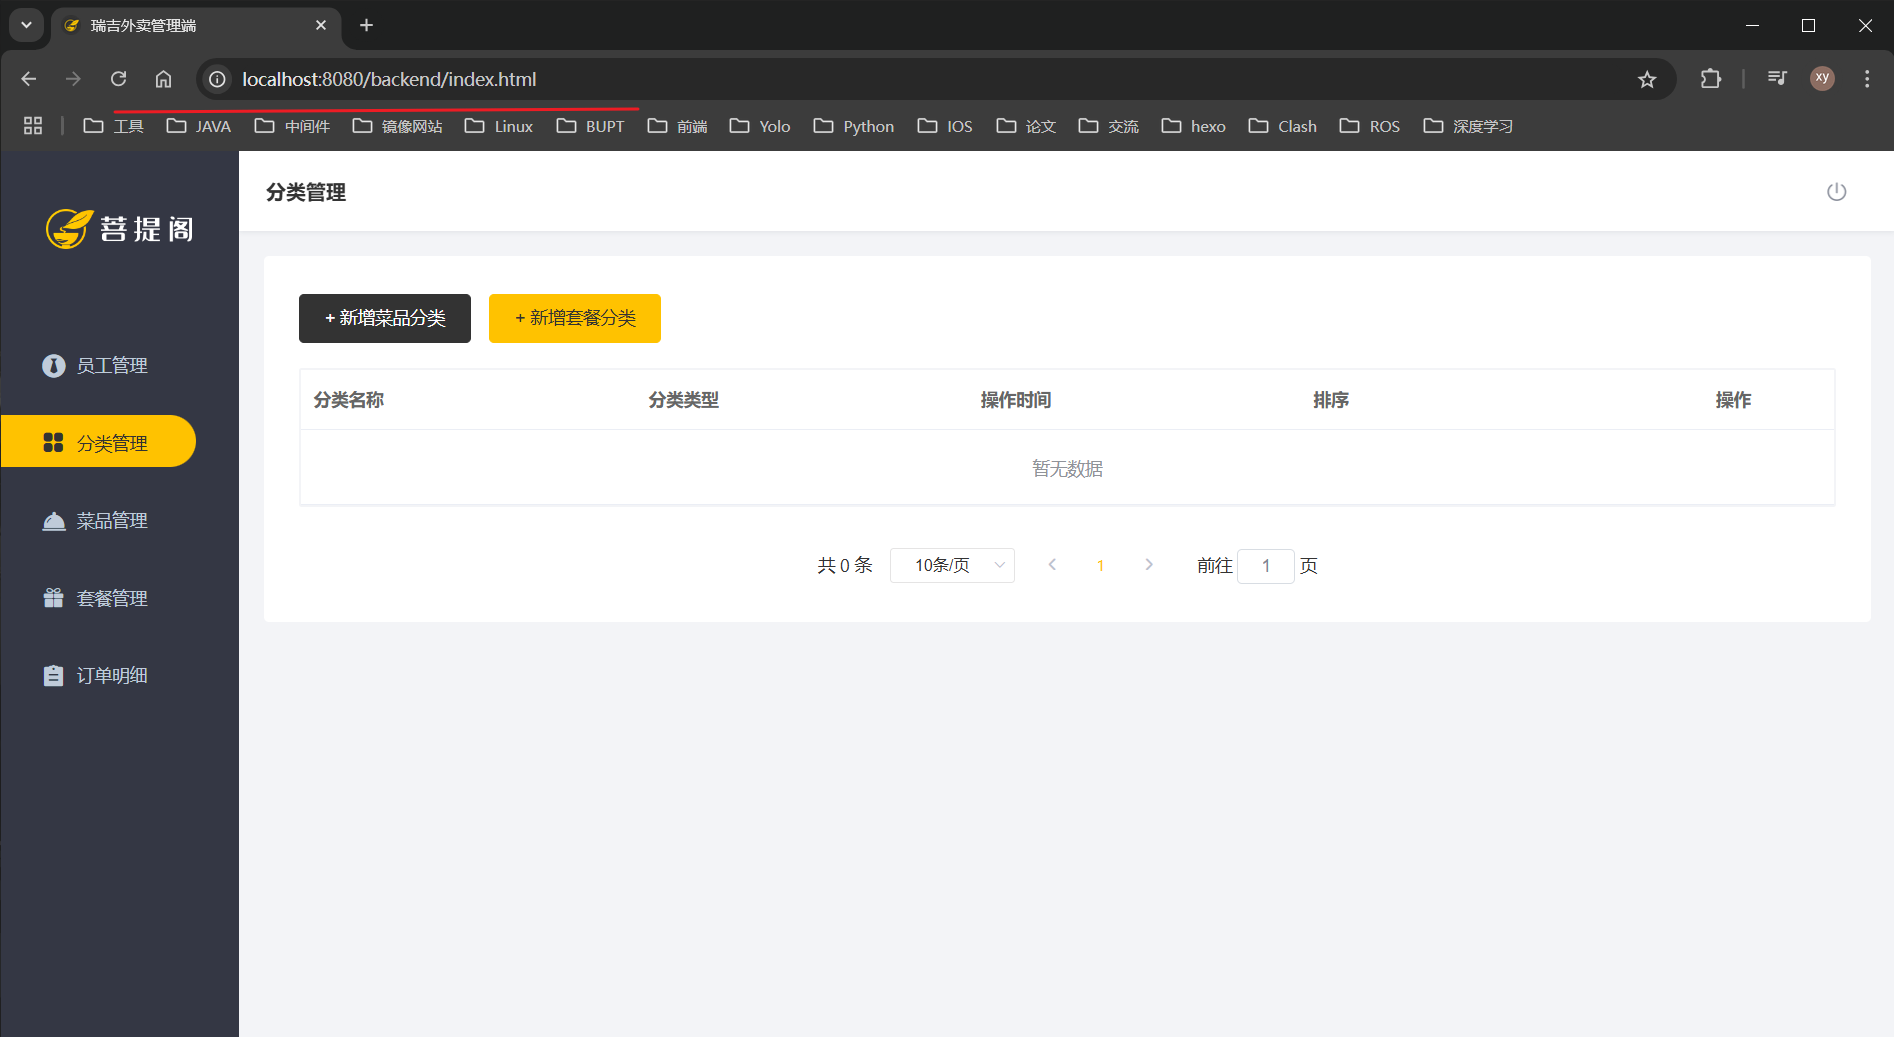 瑞吉外卖管理端
localhost:8080/backend/index.html
xy
工具 JAVA 中间件 镜像网站 Linux BUPT 前端 Yolo Python IOS 论文 交流 hexo Clash ROS 深度学习
菩提阁
分类管理
+ 新增菜品分类 + 新增套餐分类
员工管理
分类管理
菜品管理
套餐管理
订单明细
分类名称 分类类型 操作时间 排序 操作
暂无数据
共 0 条 10条/页 1 前往 1 页